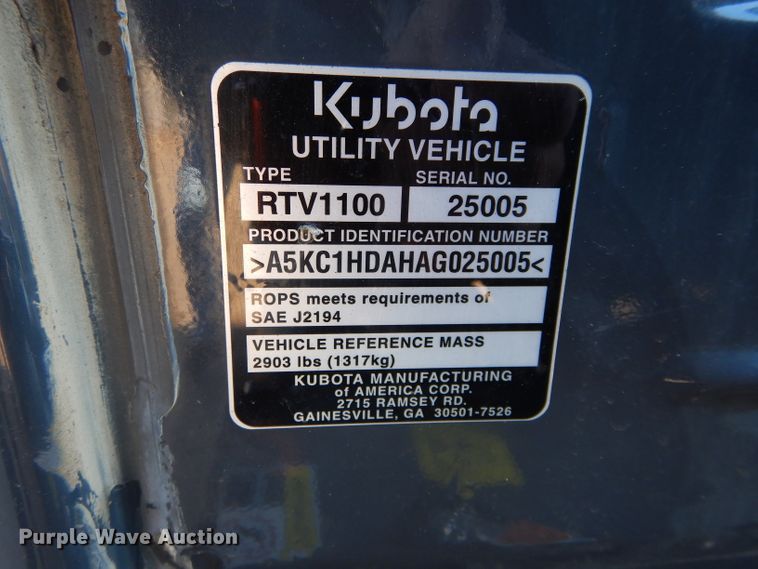 Kubota
UTILITY VEHICLE
TYPE SERIAL NO.
RTV1100 25005
PRODUCT IDENTIFICATION NUMBER
>A5KC1HDAHAG025005<
ROPS meets requirements of
SAE J2194
VEHICLE REFERENCE MASS
2903 lbs (1317kg)
KUBOTA MANUFACTURING
of AMERICA CORP.
2715 RAMSEY RD.
GAINESVILLE, GA 30501-7526
Purple Wave Auction®